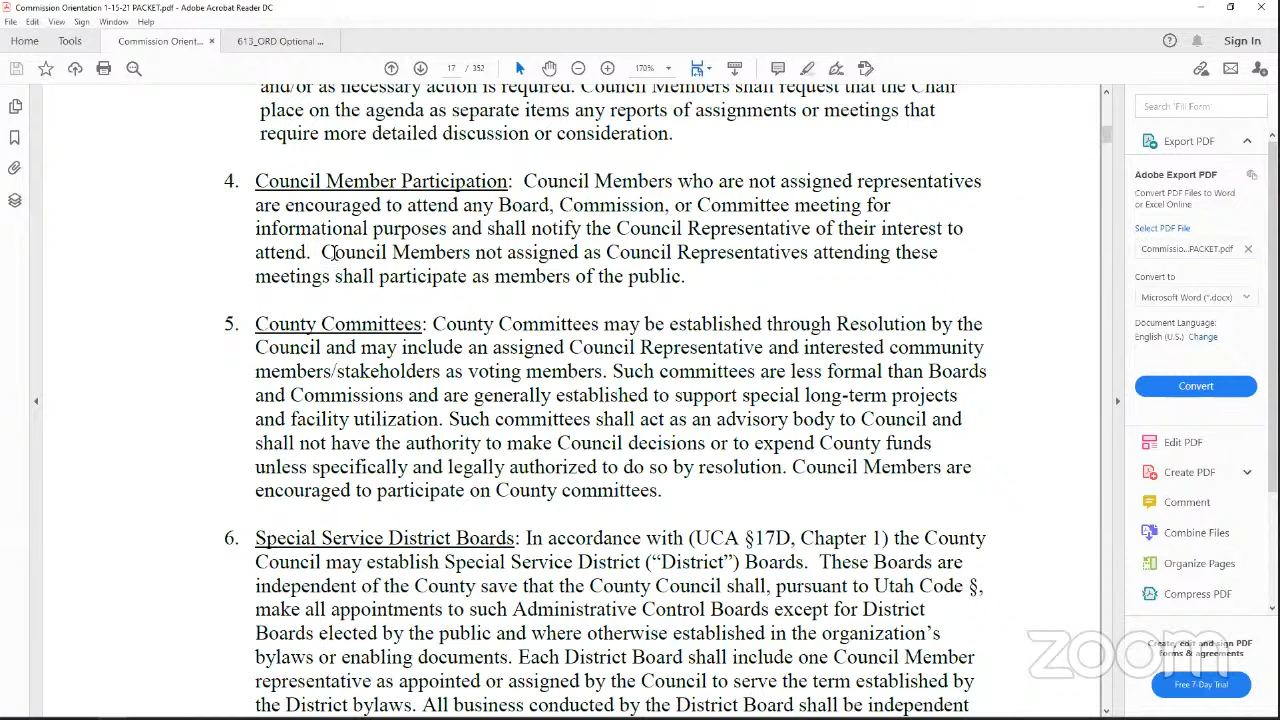 Commission Orientation 1-15-21 PACKET.pdf - Adobe Acrobat Reader DC
File Edit View Sign Window Help
Home Tools Commission Orient... × 613_ORD Optional ...
Sign In
17 / 352 170%
and/or as necessary action is required. Council Members shall request that the Chair
place on the agenda as separate items any reports of assignments or meetings that
require more detailed discussion or consideration.
4. Council Member Participation: Council Members who are not assigned representatives
are encouraged to attend any Board, Commission, or Committee meeting for
informational purposes and shall notify the Council Representative of their interest to
attend. Council Members not assigned as Council Representatives attending these
meetings shall participate as members of the public.
5. County Committees: County Committees may be established through Resolution by the
Council and may include an assigned Council Representative and interested community
members/stakeholders as voting members. Such committees are less formal than Boards
and Commissions and are generally established to support special long-term projects
and facility utilization. Such committees shall act as an advisory body to Council and
shall not have the authority to make Council decisions or to expend County funds
unless specifically and legally authorized to do so by resolution. Council Members are
encouraged to participate on County committees.
6. Special Service District Boards: In accordance with (UCA §17D, Chapter 1) the County
Council may establish Special Service District (“District”) Boards. These Boards are
independent of the County save that the County Council shall, pursuant to Utah Code §,
make all appointments to such Administrative Control Boards except for District
Boards elected by the public and where otherwise established in the organization’s
bylaws or enabling documents. Each District Board shall include one Council Member
representative as appointed or assigned by the Council to serve the term established by
the District bylaws. All business conducted by the District Board shall be independent
Search 'Fill Form'
Export PDF
Adobe Export PDF
Convert PDF Files to Word
or Excel Online
Select PDF File
Commissio...PACKET.pdf ×
Convert to
Microsoft Word (*.docx)
Document Language:
English (U.S.) Change
Convert
Edit PDF
Create PDF
Comment
Combine Files
Organize Pages
Compress PDF
Create, edit and sign PDF
forms & agreements
Free 7-Day Trial
zoom